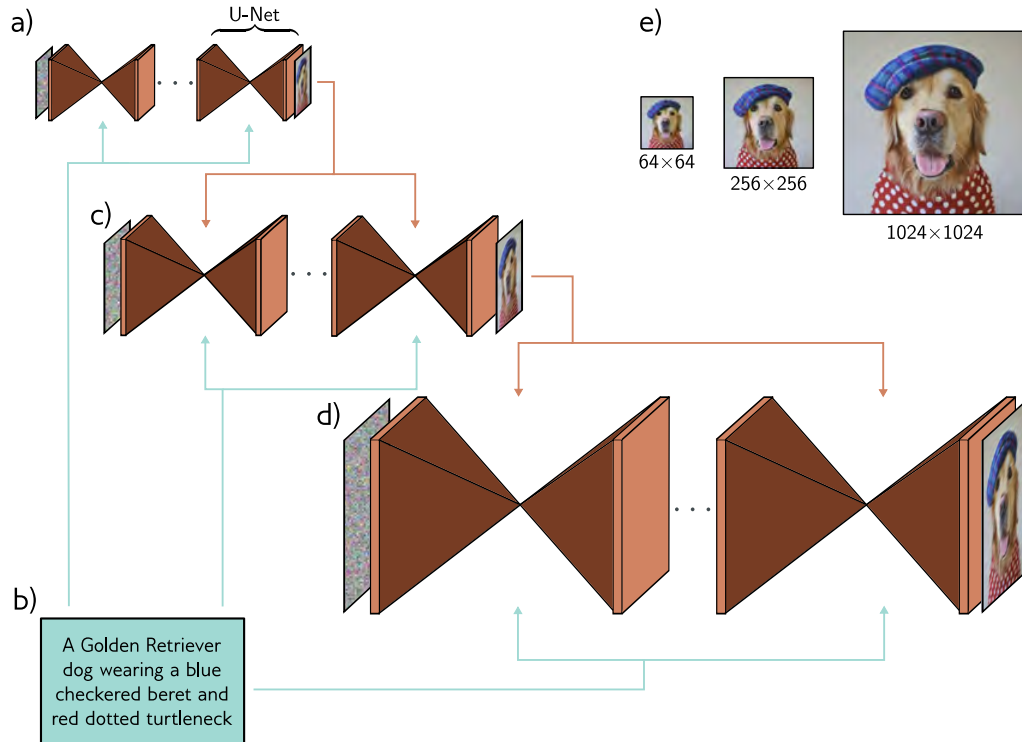 a)
U-Net
e)
64×64
256×256
1024×1024
c)
d)
b)
A Golden Retriever
dog wearing a blue
checkered beret and
red dotted turtleneck